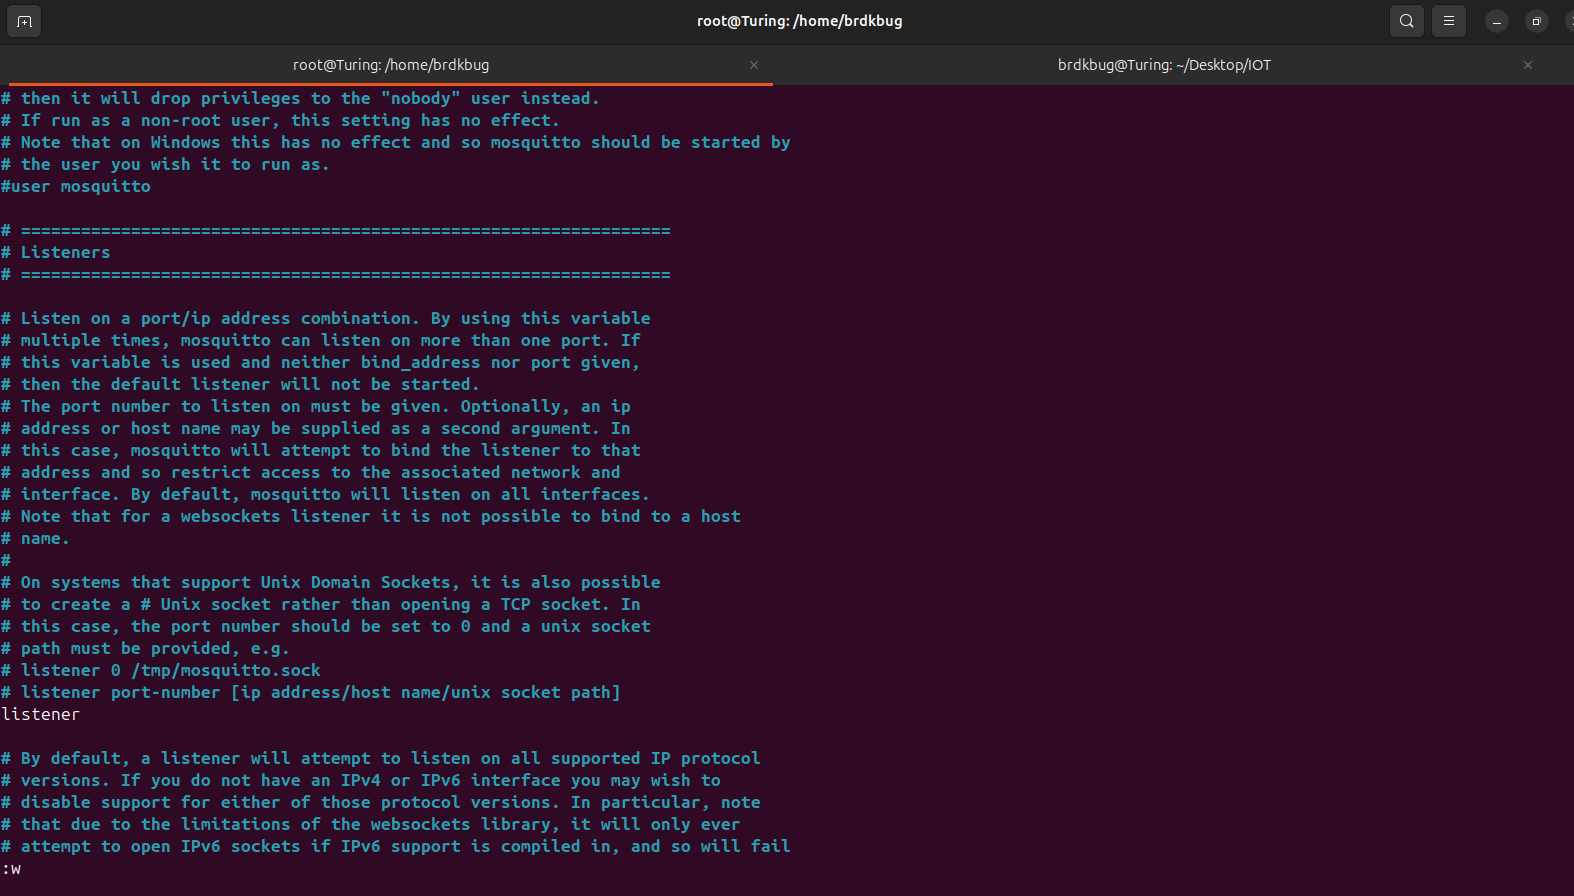 root@Turing: /home/brdkbug
root@Turing: /home/brdkbug
brdkbug@Turing: ~/Desktop/IOT
# then it will drop privileges to the "nobody" user instead.
# If run as a non-root user, this setting has no effect.
# Note that on Windows this has no effect and so mosquitto should be started by
# the user you wish it to run as.
#user mosquitto
# =================================================================
# Listeners
# =================================================================
# Listen on a port/ip address combination. By using this variable
# multiple times, mosquitto can listen on more than one port. If
# this variable is used and neither bind_address nor port given,
# then the default listener will not be started.
# The port number to listen on must be given. Optionally, an ip
# address or host name may be supplied as a second argument. In
# this case, mosquitto will attempt to bind the listener to that
# address and so restrict access to the associated network and
# interface. By default, mosquitto will listen on all interfaces.
# Note that for a websockets listener it is not possible to bind to a host
# name.
#
# On systems that support Unix Domain Sockets, it is also possible
# to create a # Unix socket rather than opening a TCP socket. In
# this case, the port number should be set to 0 and a unix socket
# path must be provided, e.g.
# listener 0 /tmp/mosquitto.sock
# listener port-number [ip address/host name/unix socket path]
listener
# By default, a listener will attempt to listen on all supported IP protocol
# versions. If you do not have an IPv4 or IPv6 interface you may wish to
# disable support for either of those protocol versions. In particular, note
# that due to the limitations of the websockets library, it will only ever
# attempt to open IPv6 sockets if IPv6 support is compiled in, and so will fail
:w